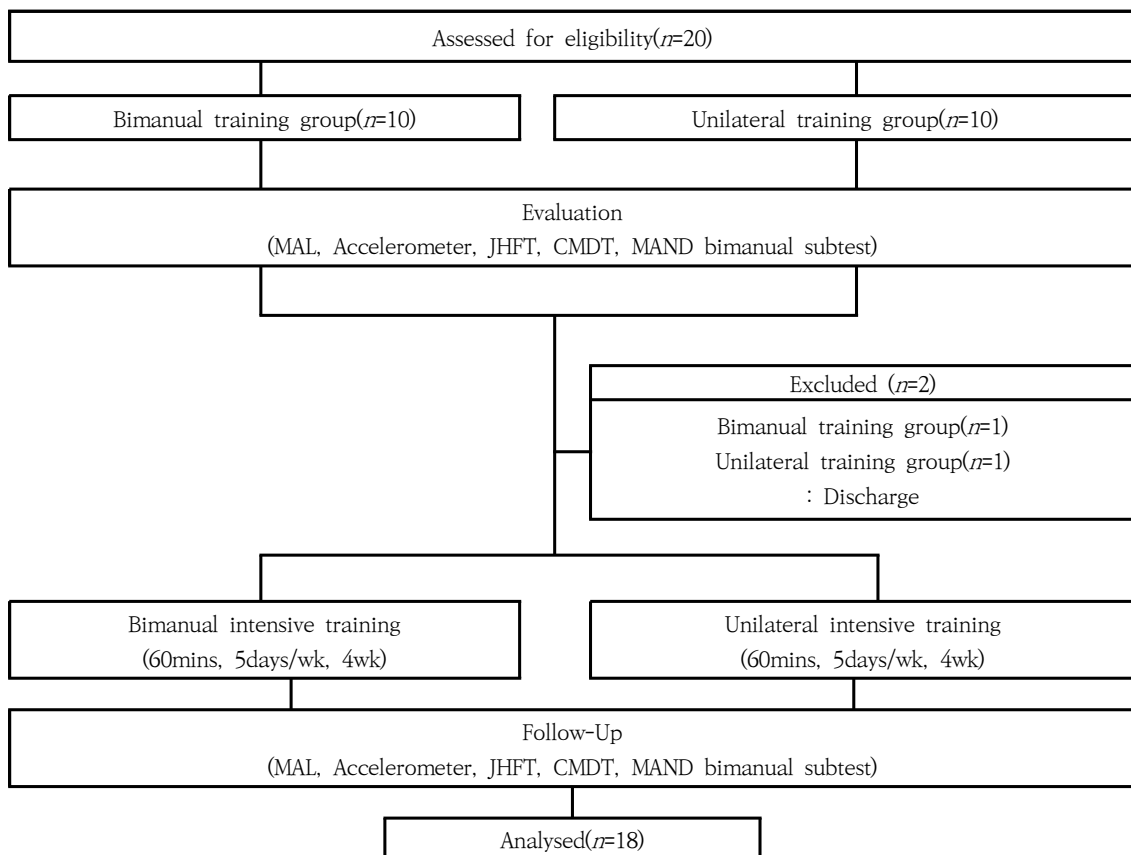 Assessed for eligibility(n=20)
Bimanual training group(n=10)
Unilateral training group(n=10)
Evaluation
(MAL, Accelerometer, JHFT, CMDT, MAND bimanual subtest)
Excluded (n=2)
Bimanual training group(n=1)
Unilateral training group(n=1)
: Discharge
Bimanual intensive training
(60mins, 5days/wk, 4wk)
Unilateral intensive training
(60mins, 5days/wk, 4wk)
Follow-Up
(MAL, Accelerometer, JHFT, CMDT, MAND bimanual subtest)
Analysed(n=18)